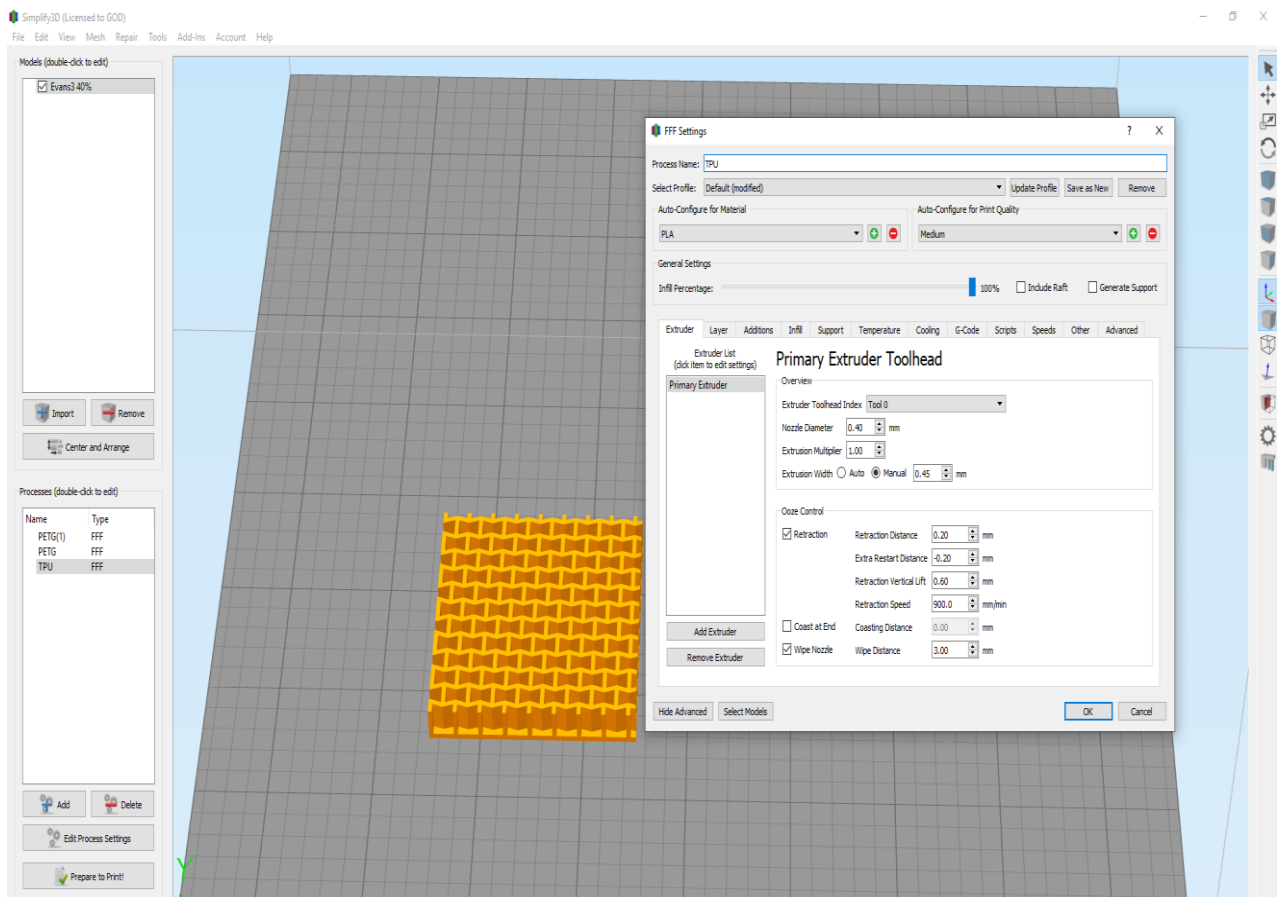 Simplify3D (Licensed to GOD)
File Edit View Mesh Repair Tools Add-Ins Account Help
Models (double-click to edit)
Evans3 40%
Import Remove
Center and Arrange
Processes (double-click to edit)
Name Type
PETG(1) FFF
PETG FFF
TPU FFF
Add Delete
Edit Process Settings
Prepare to Print!
FFF Settings ? X
Process Name: TPU
Select Profile: Default (modified) Update Profile Save as New Remove
Auto-Configure for Material Auto-Configure for Print Quality
PLA Medium
General Settings
Infill Percentage: 100% Include Raft Generate Support
Extruder Layer Additions Infill Support Temperature Cooling G-Code Scripts Speeds Other Advanced
Extruder List
(click item to edit settings)
Primary Extruder
Add Extruder
Remove Extruder
Primary Extruder Toolhead
Overview
Extruder Toolhead Index Tool 0
Nozzle Diameter 0.40 mm
Extrusion Multiplier 1.00
Extrusion Width Auto Manual 0.45 mm
Ooze Control
Retraction Retraction Distance 0.20 mm
Extra Restart Distance -0.20 mm
Retraction Vertical Lift 0.60 mm
Retraction Speed 900.0 mm/min
Coast at End Coasting Distance 0.00 mm
Wipe Nozzle Wipe Distance 3.00 mm
Hide Advanced Select Models OK Cancel
Y